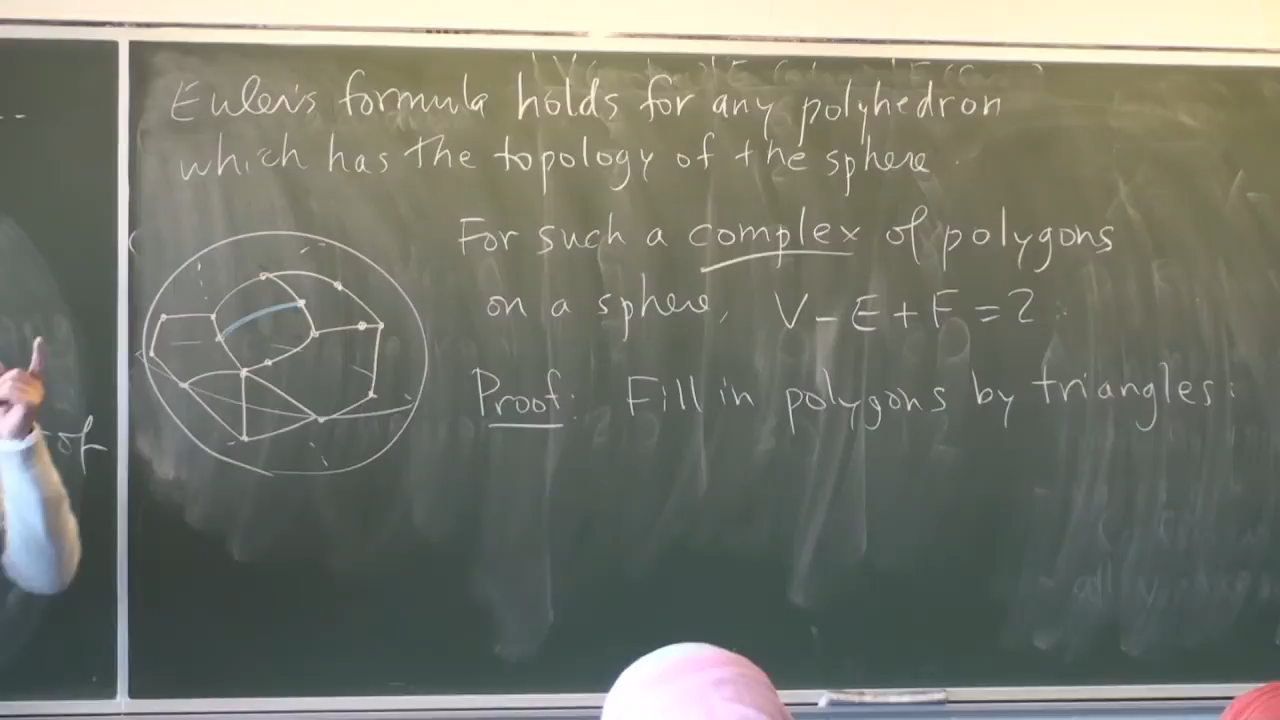 Euler's formula holds for any polyhedron
which has the topology of the sphere.
For such a complex of polygons
on a sphere, V - E + F = 2.
Proof: Fill in polygons by triangles:
of